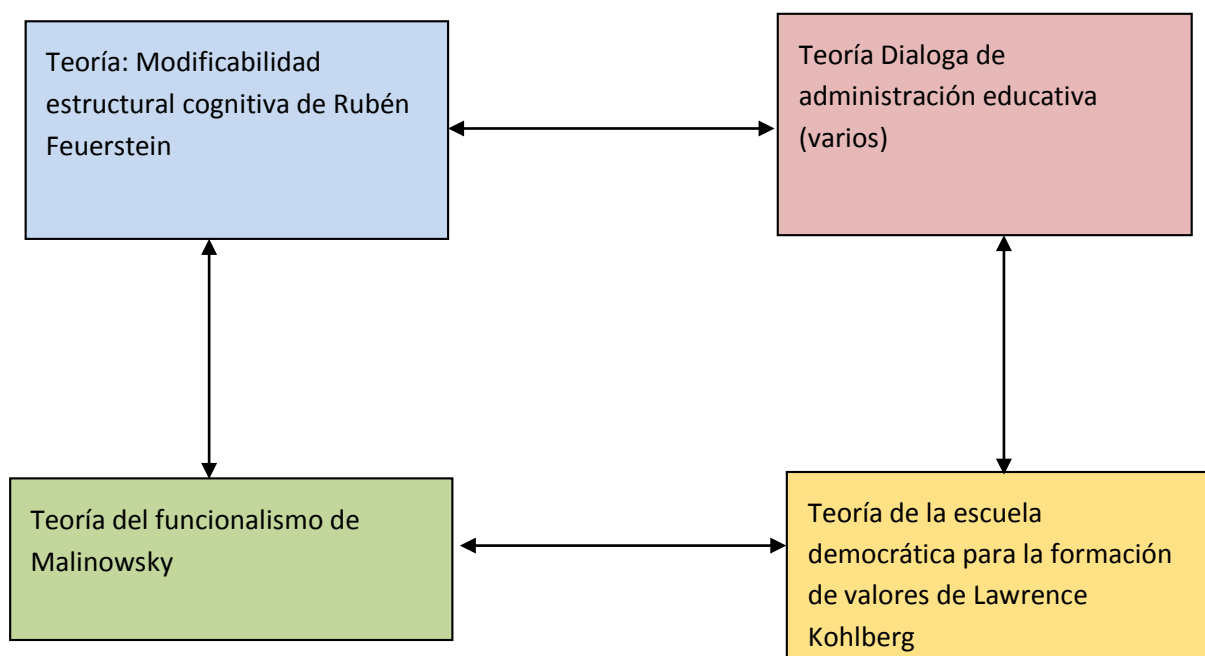 Teoría: Modificabilidad
estructural cognitiva de Rubén
Feuerstein
Teoría Dialoga de
administración educativa
(varios)
Teoría del funcionalismo de
Malinowsky
Teoría de la escuela
democrática para la formación
de valores de Lawrence
Kohlberg